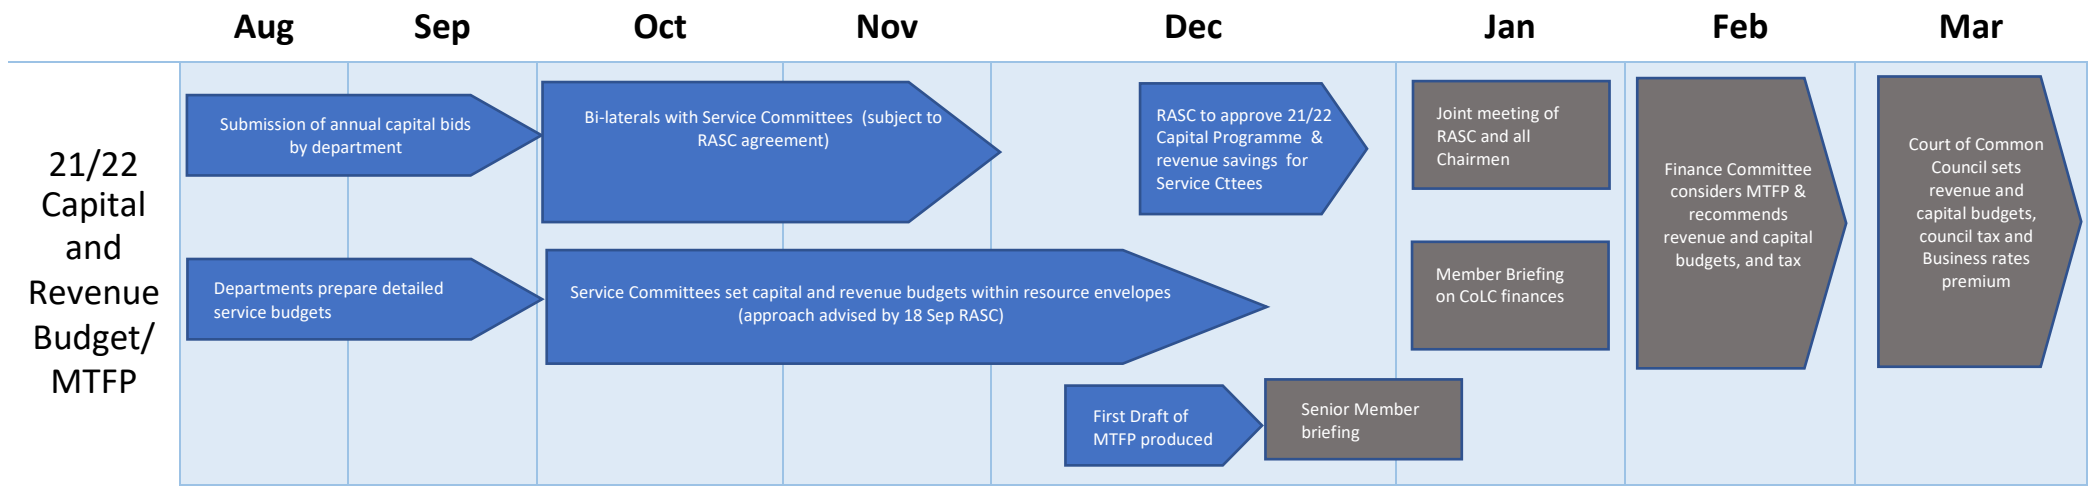 Aug
Sep
Oct
Nov
Dec
Jan
Feb
Mar
21/22
Capital
and
Revenue
Budget/
MTFP
Submission of annual capital bids
by department
Bi-laterals with Service Committees (subject to
RASC agreement)
RASC to approve 21/22
Capital Programme &
revenue savings for
Service Cttees
Joint meeting of
RASC and all
Chairmen
Finance Committee
considers MTFP &
recommends
revenue and capital
budgets, and tax
Court of Common
Council sets
revenue and
capital budgets,
council tax and
Business rates
premium
Departments prepare detailed
service budgets
Service Committees set capital and revenue budgets within resource envelopes
(approach advised by 18 Sep RASC)
Member Briefing
on CoLC finances
First Draft of
MTFP produced
Senior Member
briefing